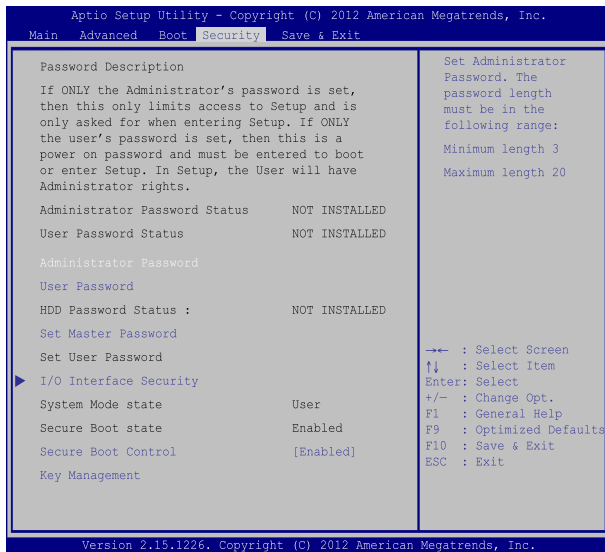 Aptio Setup Utility - Copyright (C) 2012 American Megatrends, Inc.
Main Advanced Boot Security Save & Exit
Password Description
If ONLY the Administrator's password is set,
then this only limits access to Setup and is
only asked for when entering Setup. If ONLY
the user's password is set, then this is a
power on password and must be entered to boot
or enter Setup. In Setup, the User will have
Administrator rights.
Administrator Password Status NOT INSTALLED
User Password Status NOT INSTALLED
Administrator Password
User Password
HDD Password Status : NOT INSTALLED
Set Master Password
Set User Password
I/O Interface Security
System Mode state User
Secure Boot state Enabled
Secure Boot Control [Enabled]
Key Management
Set Administrator
Password. The
password length
must be in the
following range:
Minimum length 3
Maximum length 20
→← : Select Screen
↑↓ : Select Item
Enter: Select
+/— : Change Opt.
F1 : General Help
F9 : Optimized Defaults
F10 : Save & Exit
ESC : Exit
Version 2.15.1226. Copyright (C) 2012 American Megatrends, Inc.